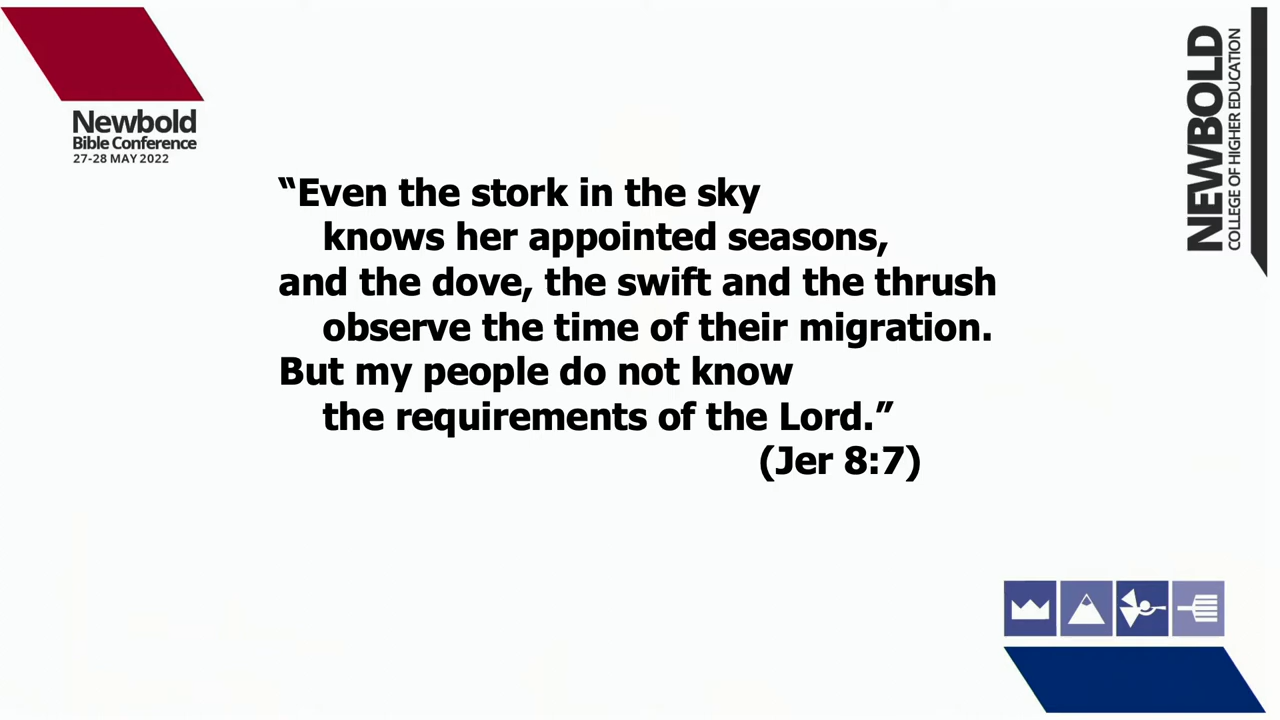 Newbold
Bible Conference
27-28 MAY 2022
NEWBOLD
COLLEGE OF HIGHER EDUCATION
“Even the stork in the sky
knows her appointed seasons,
and the dove, the swift and the thrush
observe the time of their migration.
But my people do not know
the requirements of the Lord.”
(Jer 8:7)